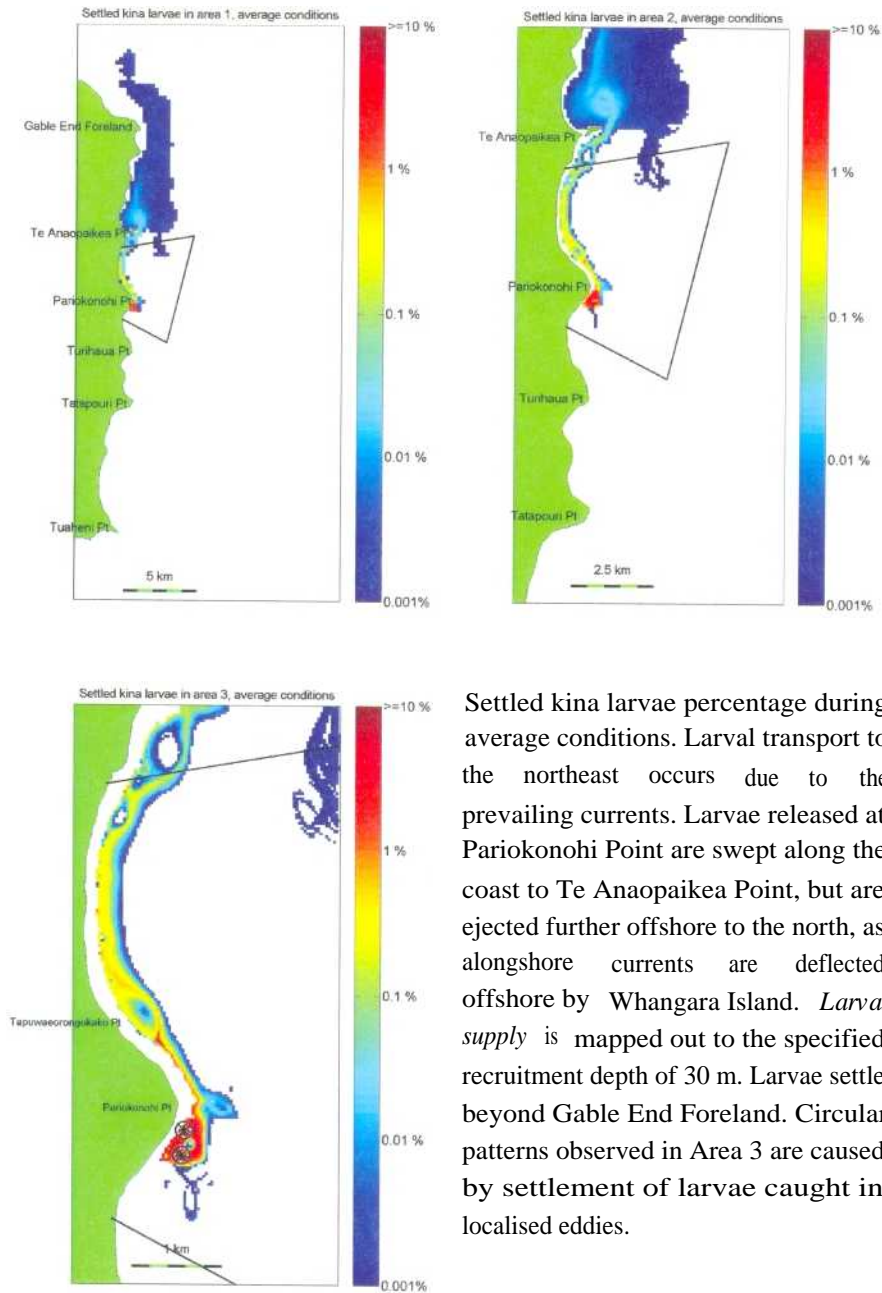 Settled kina larvae in area 1, average conditions
>=10 %
Gable End Foreland
1 %
Te Anaopaikea Pt
Pariokonohi Pt
0.1 %
Turihaua Pt
Tatapouri Pt
0.01 %
Tuaheni Pt
5 km
0.001%
Settled kina larvae in area 2, average conditions
>=10 %
Te Anaopaikea Pt
1 %
Pariokonohi Pt
0.1 %
Turihaua Pt
0.01 %
Tatapouri Pt
2.5 km
0.001%
Settled kina larvae in area 3, average conditions
>=10 %
1 %
0.1 %
Tapuwaeorongokako Pt
Pariokonohi Pt
0.01 %
1 km
0.001%
Settled kina larvae percentage during
average conditions. Larval transport to
the northeast occurs due to the
prevailing currents. Larvae released at
Pariokonohi Point are swept along the
coast to Te Anaopaikea Point, but are
ejected further offshore to the north, as
alongshore currents are deflected
offshore by Whangara Island. Larva
supply is mapped out to the specified
recruitment depth of 30 m. Larvae settle
beyond Gable End Foreland. Circular
patterns observed in Area 3 are caused
by settlement of larvae caught in
localised eddies.